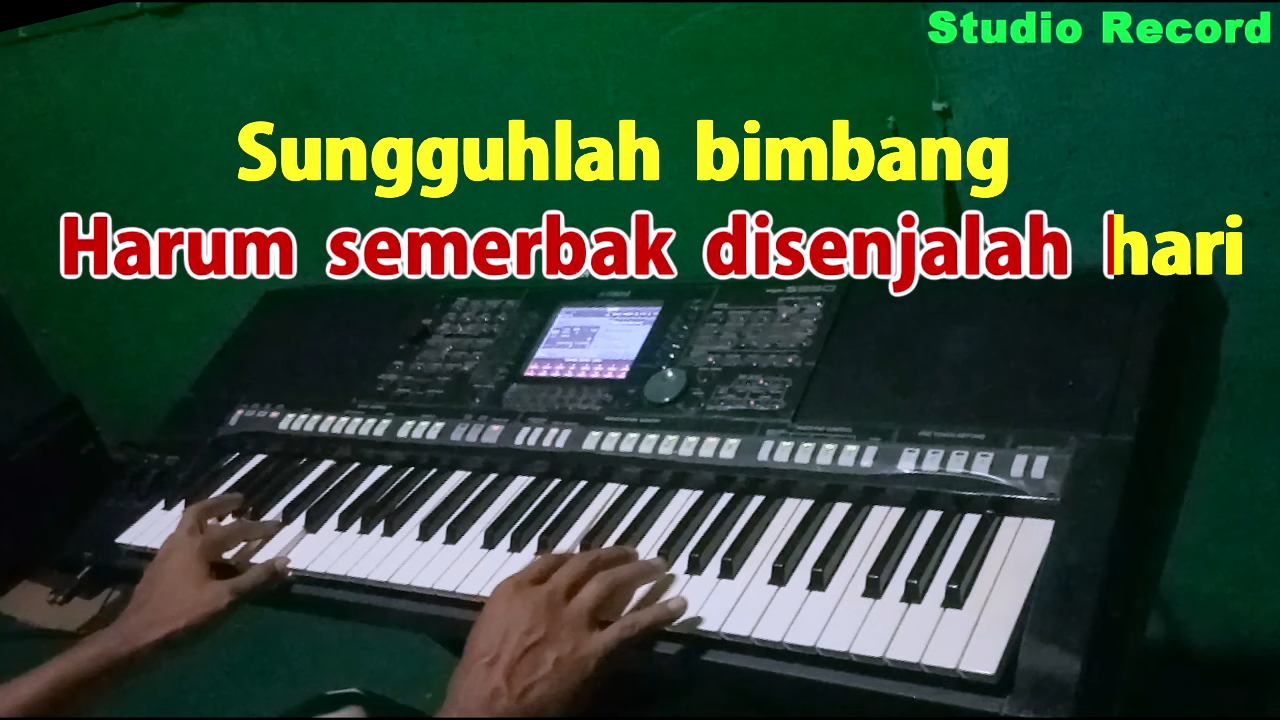 Studio Record
Sungguhlah bimbang
Harum semerbak disenjalah hari